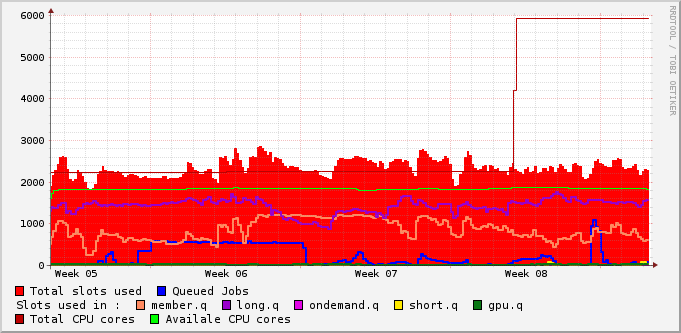 6000
5000
4000
3000
2000
1000
0
Week 05 Week 06 Week 07 Week 08
RRDTOOL / TOBI OETIKER
Total slots used Queued Jobs
Slots used in : member.q long.q ondemand.q short.q gpu.q
Total CPU cores Availale CPU cores